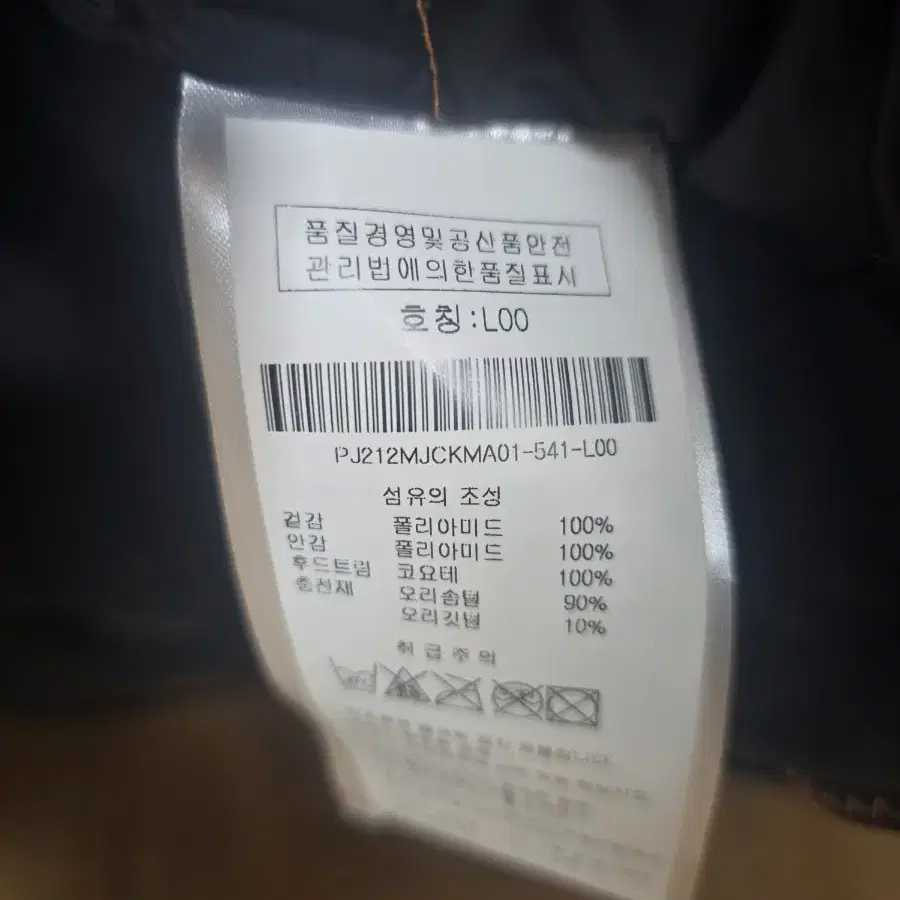 품질경영및공산품안전
관리법에의한품질표시
호칭:L00
PJ212MJCKMA01-541-L00
섬유의 조성
겉감 폴리아미드 100%
안감 폴리아미드 100%
후드트림 코요테 100%
충전재 오리솜털 90%
오리깃털 10%
취급주의